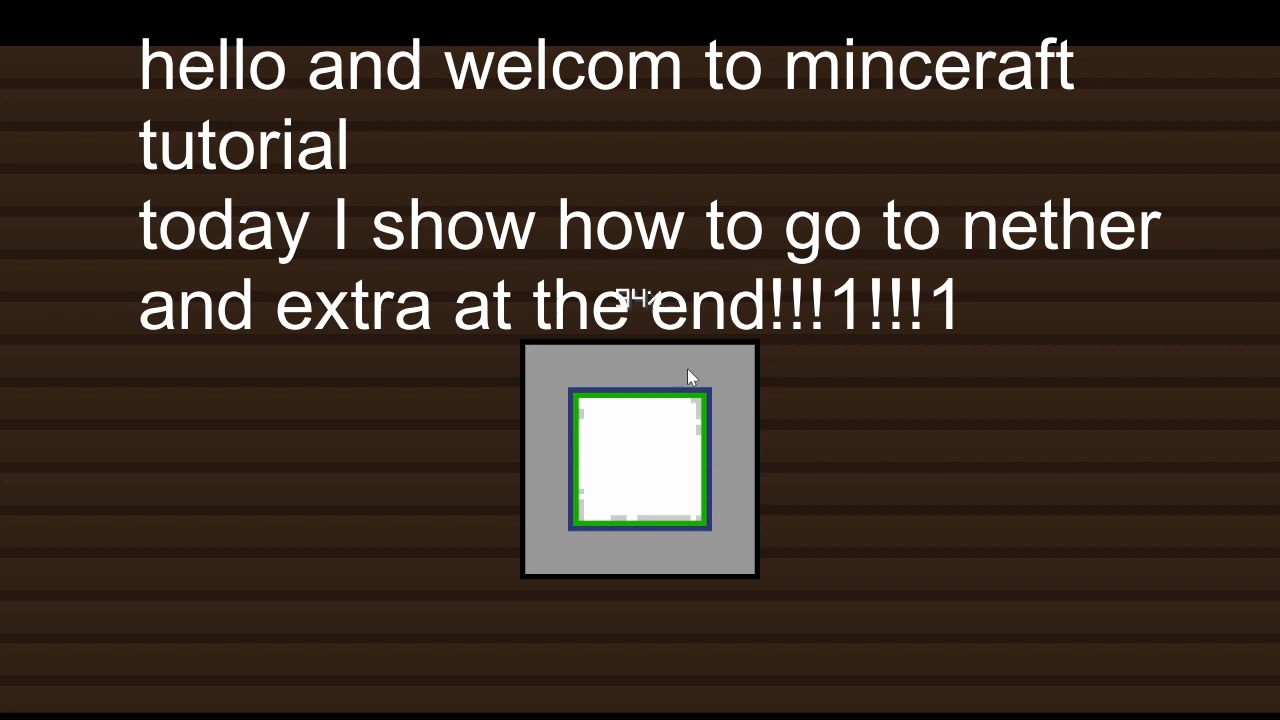 hello and welcom to minceraft
tutorial
today I show how to go to nether
and extra at the end!!!1!!!1
94%